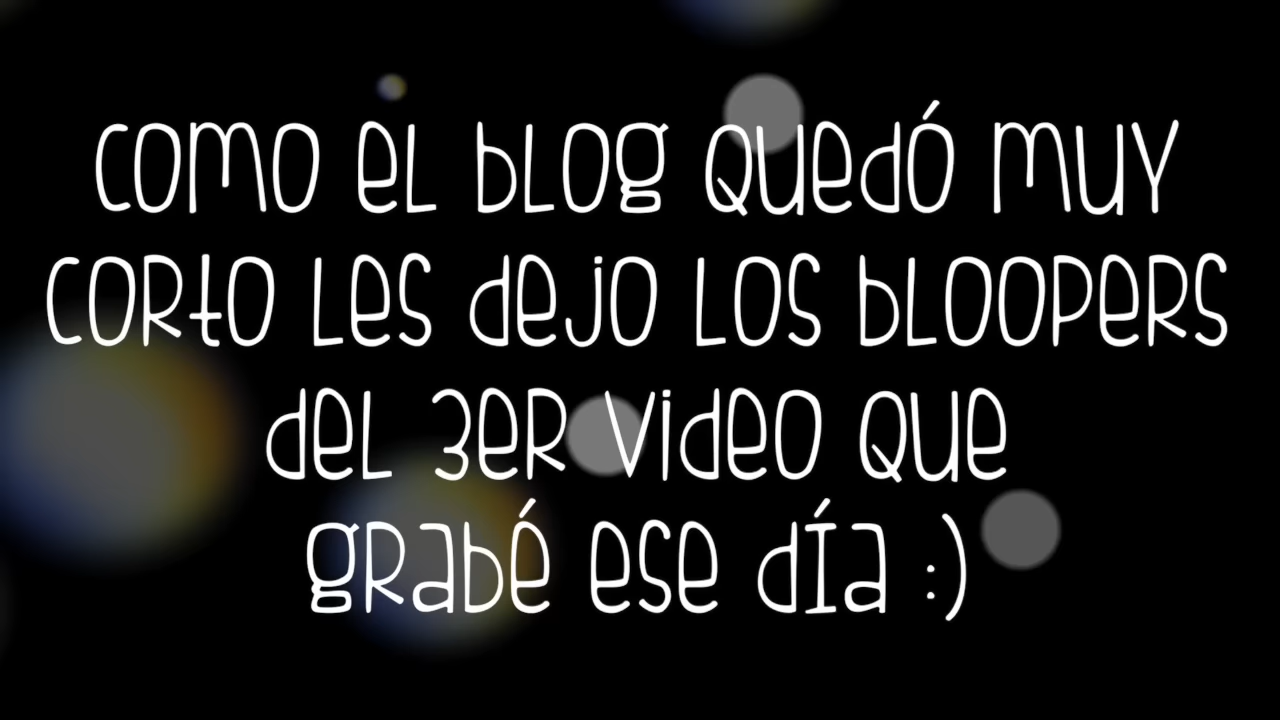 como el blog quedó muy
corto les dejo los bloopers
del 3er video que
grabé ese día :)